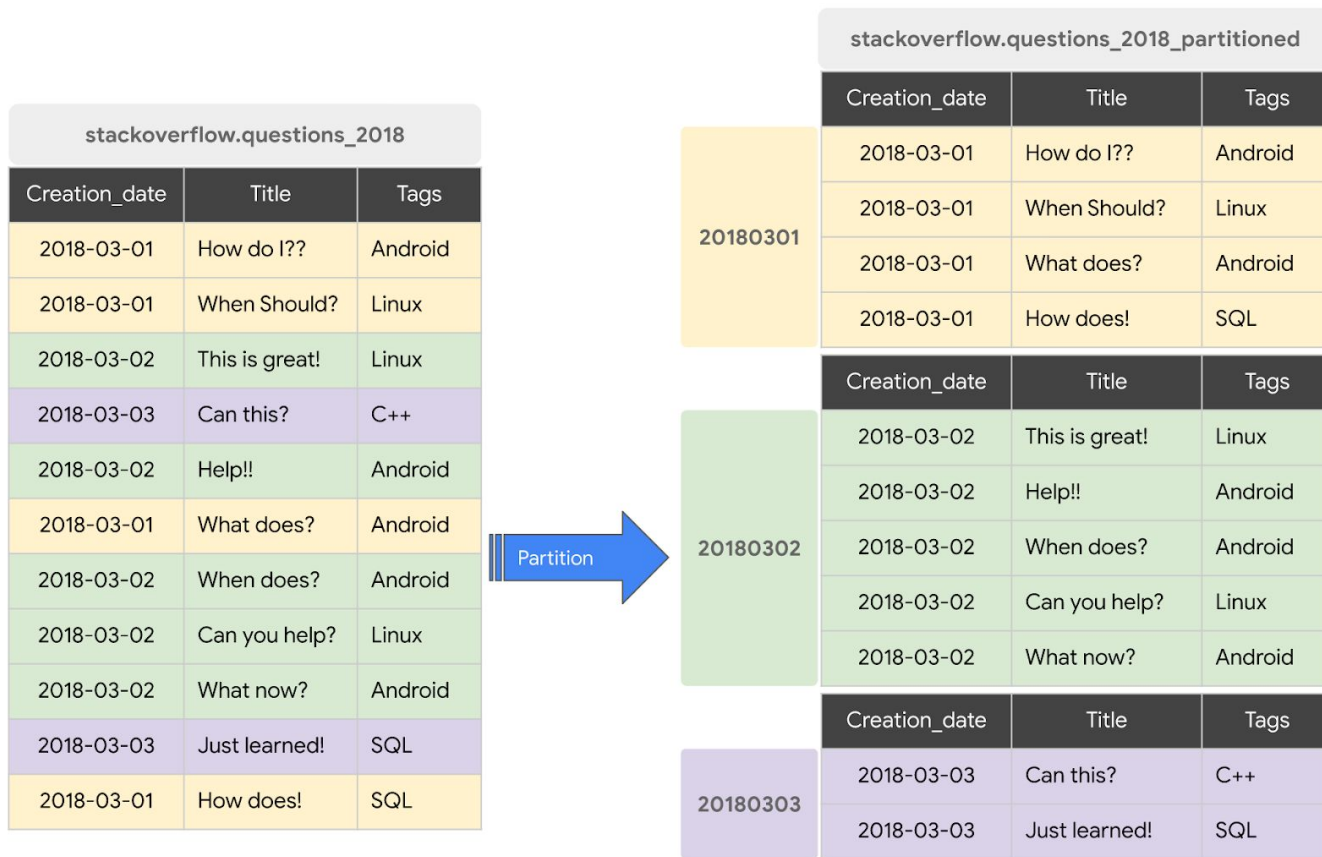 stackoverflow.questions_2018
Creation_date Title Tags
2018-03-01 How do I?? Android
2018-03-01 When Should? Linux
2018-03-02 This is great! Linux
2018-03-03 Can this? C++
2018-03-02 Help!! Android
2018-03-01 What does? Android
2018-03-02 When does? Android
2018-03-02 Can you help? Linux
2018-03-02 What now? Android
2018-03-03 Just learned! SQL
2018-03-01 How does! SQL
Partition
stackoverflow.questions_2018_partitioned
20180301
Creation_date Title Tags
2018-03-01 How do I?? Android
2018-03-01 When Should? Linux
2018-03-01 What does? Android
2018-03-01 How does! SQL
20180302
Creation_date Title Tags
2018-03-02 This is great! Linux
2018-03-02 Help!! Android
2018-03-02 When does? Android
2018-03-02 Can you help? Linux
2018-03-02 What now? Android
20180303
Creation_date Title Tags
2018-03-03 Can this? C++
2018-03-03 Just learned! SQL